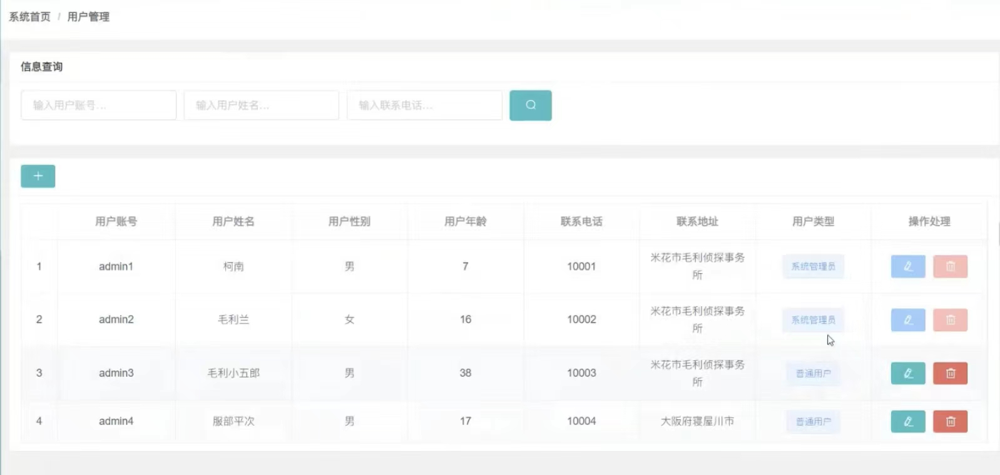 系统首页 / 用户管理
信息查询
输入用户账号... 输入用户姓名... 输入联系电话...
用户账号 用户姓名 用户性别 用户年龄 联系电话 联系地址 用户类型 操作处理
1 admin1 柯南 男 7 10001 米花市毛利侦探事务所 系统管理员
2 admin2 毛利兰 女 16 10002 米花市毛利侦探事务所 系统管理员
3 admin3 毛利小五郎 男 38 10003 米花市毛利侦探事务所 普通用户
4 admin4 服部平次 男 17 10004 大阪府寝屋川市 普通用户